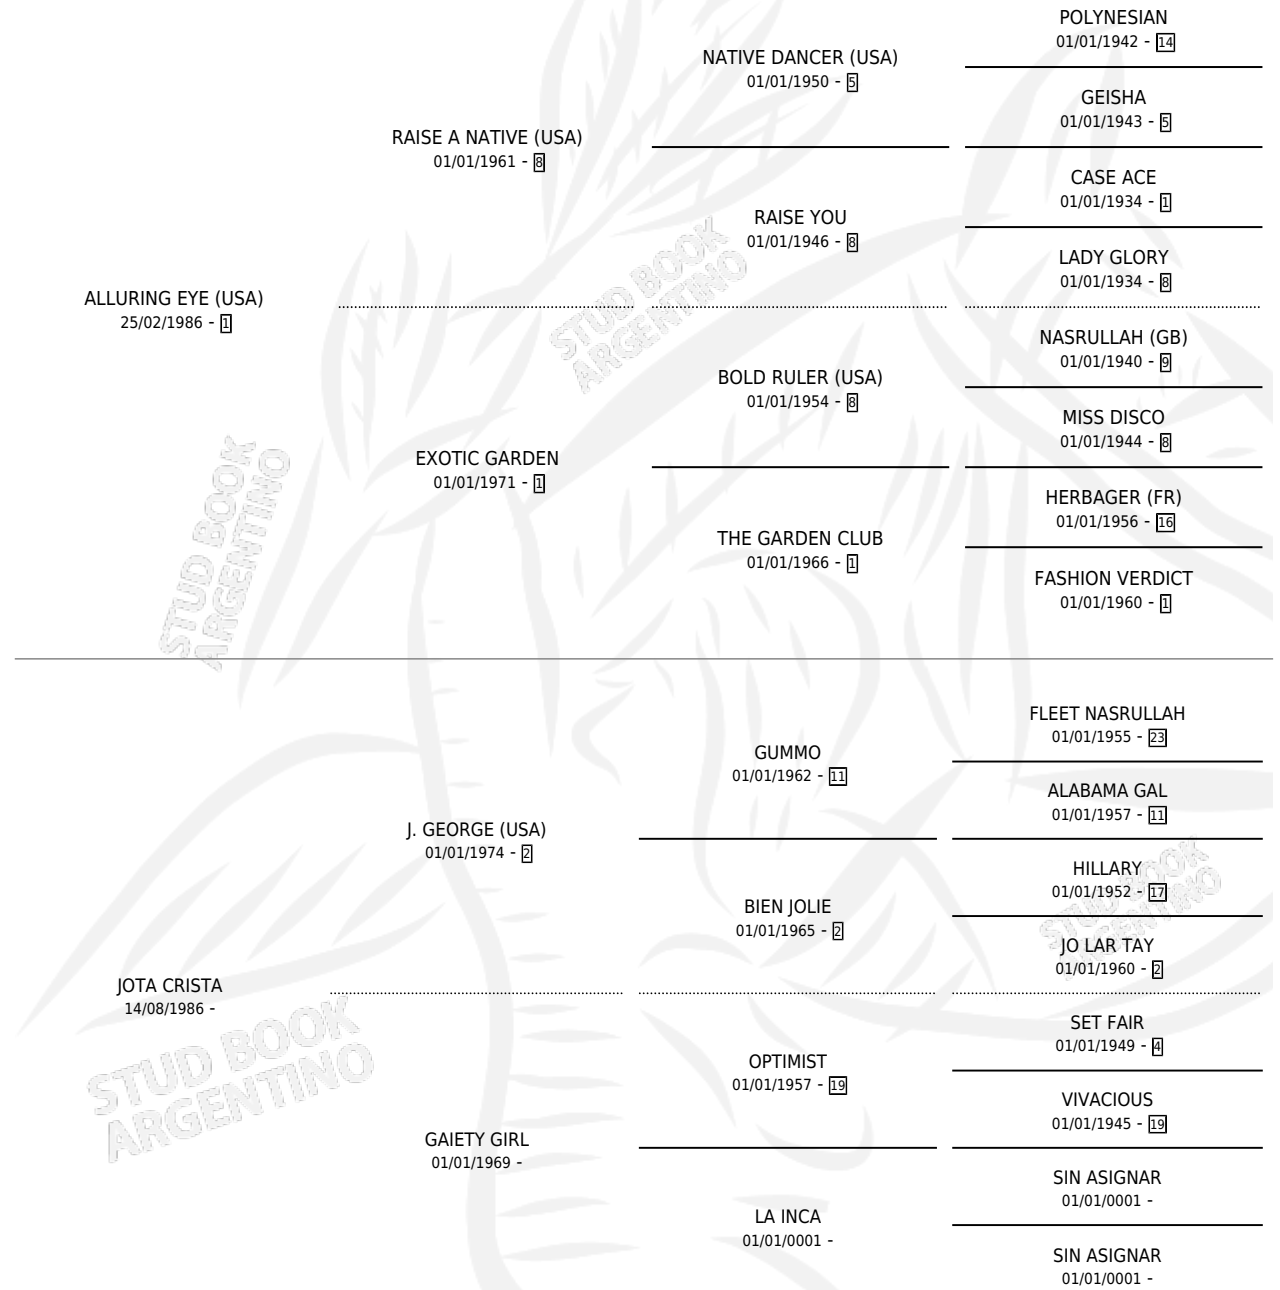 POLYNESIAN
01/01/1942 - 14
NATIVE DANCER (USA)
01/01/1950 - 5
GEISHA
01/01/1943 - 5
RAISE A NATIVE (USA)
01/01/1961 - 8
CASE ACE
01/01/1934 - 1
RAISE YOU
01/01/1946 - 8
LADY GLORY
01/01/1934 - 8
ALLURING EYE (USA)
25/02/1986 - 1
STUD BOOK
ARGENTINO
NASRULLAH (GB)
01/01/1940 - 9
BOLD RULER (USA)
01/01/1954 - 8
MISS DISCO
01/01/1944 - 8
EXOTIC GARDEN
01/01/1971 - 1
HERBAGER (FR)
01/01/1956 - 16
THE GARDEN CLUB
01/01/1966 - 1
FASHION VERDICT
01/01/1960 - 1
STUD BOOK
ARGENTINO
FLEET NASRULLAH
01/01/1955 - 23
GUMMO
01/01/1962 - 11
ALABAMA GAL
01/01/1957 - 11
J. GEORGE (USA)
01/01/1974 - 2
HILLARY
01/01/1952 - 17
BIEN JOLIE
01/01/1965 - 2
STUD BOOK
ARGENTINO
JO LAR TAY
01/01/1960 - 2
JOTA CRISTA
14/08/1986 -
SET FAIR
01/01/1949 - 4
OPTIMIST
01/01/1957 - 19
VIVACIOUS
01/01/1945 - 19
STUD BOOK
ARGENTINO
GAIETY GIRL
01/01/1969 -
SIN ASIGNAR
01/01/0001 -
LA INCA
01/01/0001 -
SIN ASIGNAR
01/01/0001 -